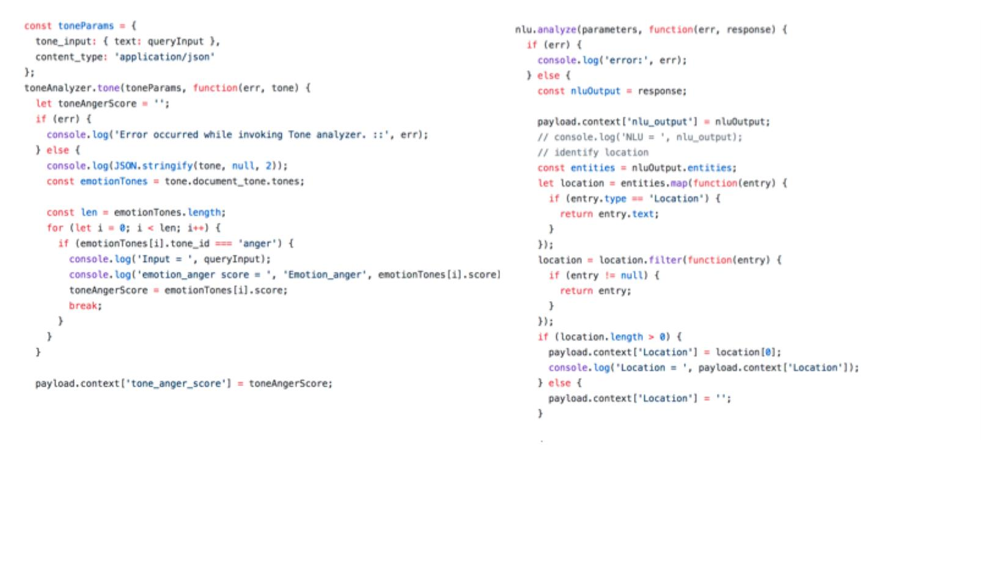 const toneParams = {
tone_input: { text: queryInput },
content_type: 'application/json'
};
toneAnalyzer.tone(toneParams, function(err, tone) {
let toneAngerScore = '';
if (err) {
console.log('Error occurred while invoking Tone analyzer. ::', err);
} else {
console.log(JSON.stringify(tone, null, 2));
const emotionTones = tone.document_tone.tones;
const len = emotionTones.length;
for (let i = 0; i < len; i++) {
if (emotionTones[i].tone_id === 'anger') {
console.log('Input = ', queryInput);
console.log('emotion_anger score = ', 'Emotion_anger', emotionTones[i].score)
toneAngerScore = emotionTones[i].score;
break;
}
}
}
payload.context['tone_anger_score'] = toneAngerScore;
nlu.analyze(parameters, function(err, response) {
if (err) {
console.log('error:', err);
} else {
const nluOutput = response;
payload.context['nlu_output'] = nluOutput;
// console.log('NLU = ', nlu_output);
// identify location
const entities = nluOutput.entities;
let location = entities.map(function(entry) {
if (entry.type == 'Location') {
return entry.text;
}
});
location = location.filter(function(entry) {
if (entry != null) {
return entry;
}
});
if (location.length > 0) {
payload.context['Location'] = location[0];
console.log('Location = ', payload.context['Location']);
} else {
payload.context['Location'] = '';
}